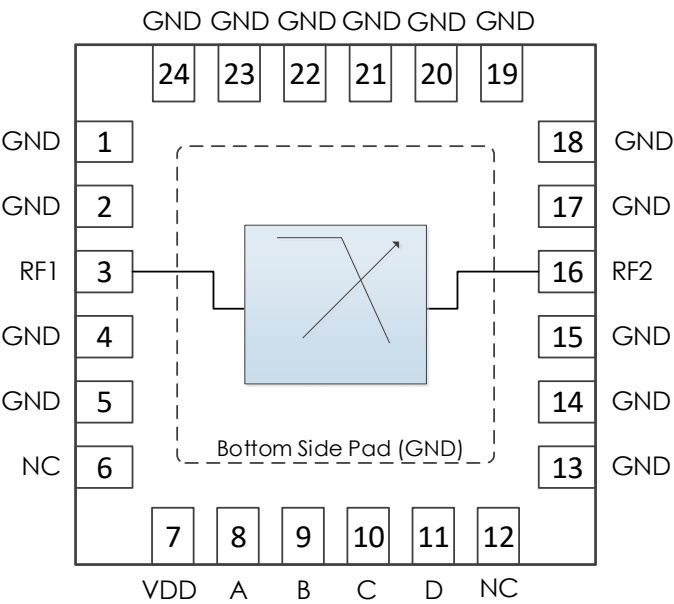 GND GND GND GND GND GND
24 23 22 21 20 19
GND 1 18 GND
GND 2 17 GND
RF1 3 16 RF2
GND 4 15 GND
GND 5 14 GND
Bottom Side Pad (GND)
NC 6 13 GND
7 8 9 10 11 12
VDD A B C D NC